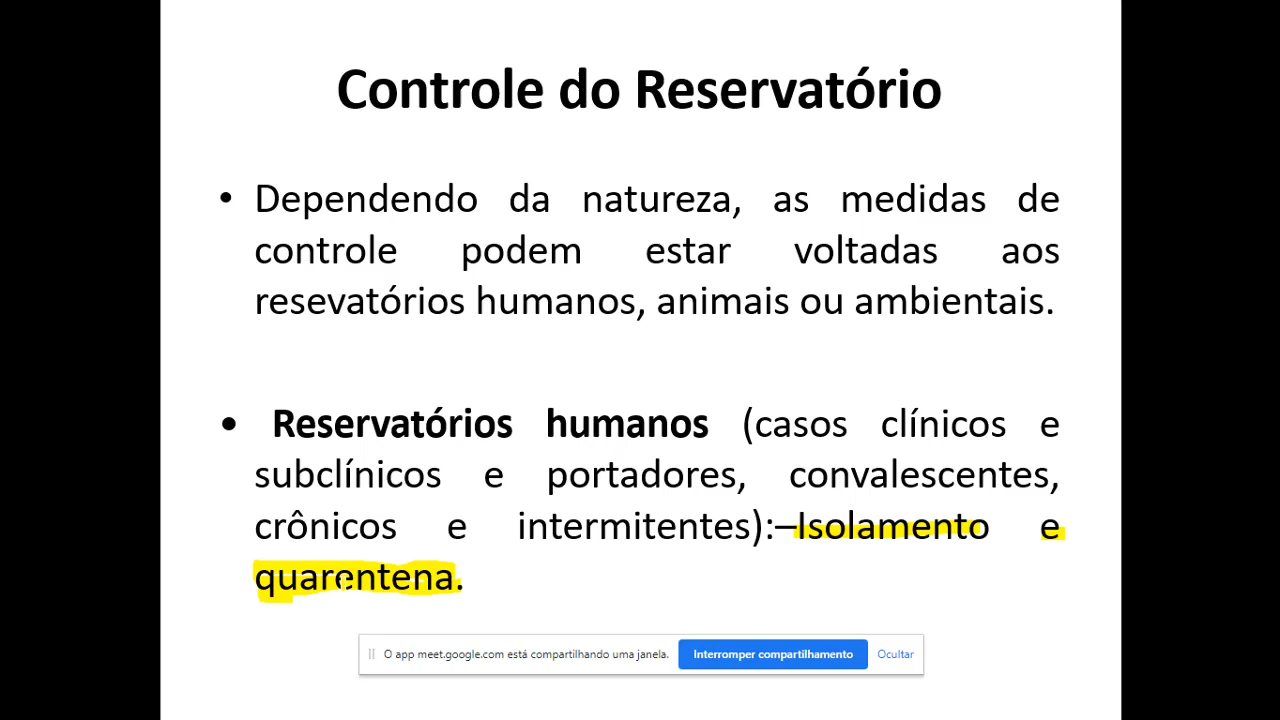 Controle do Reservatório
• Dependendo da natureza, as medidas de
controle podem estar voltadas aos
resevatórios humanos, animais ou ambientais.
• Reservatórios humanos (casos clínicos e
subclínicos e portadores, convalescentes,
crônicos e intermitentes):–Isolamento e
quarentena.
O app meet.google.com está compartilhando uma janela. Interromper compartilhamento Ocultar